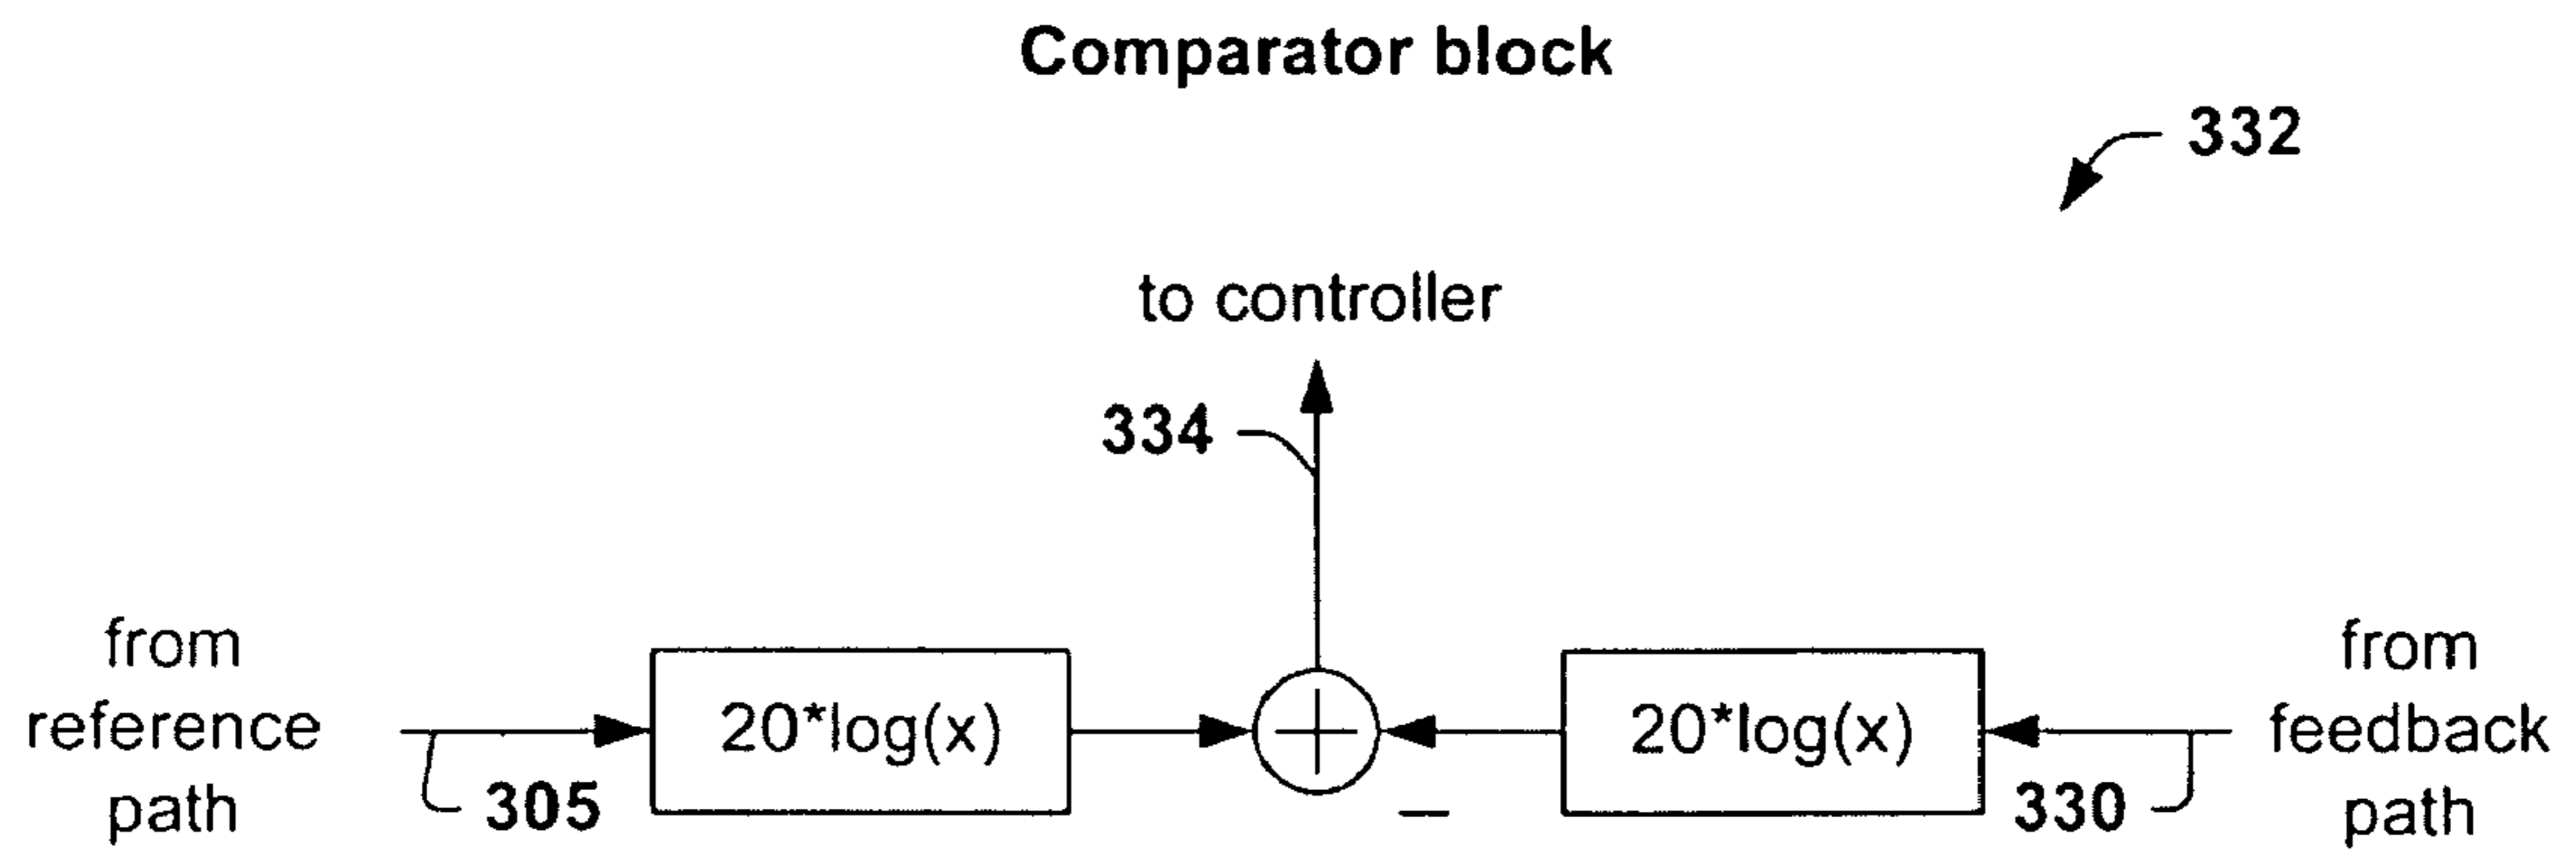 Comparator block
332
to controller
334
from
reference
path
305
20*log(x)
+
−
20*log(x)
330
from
feedback
path